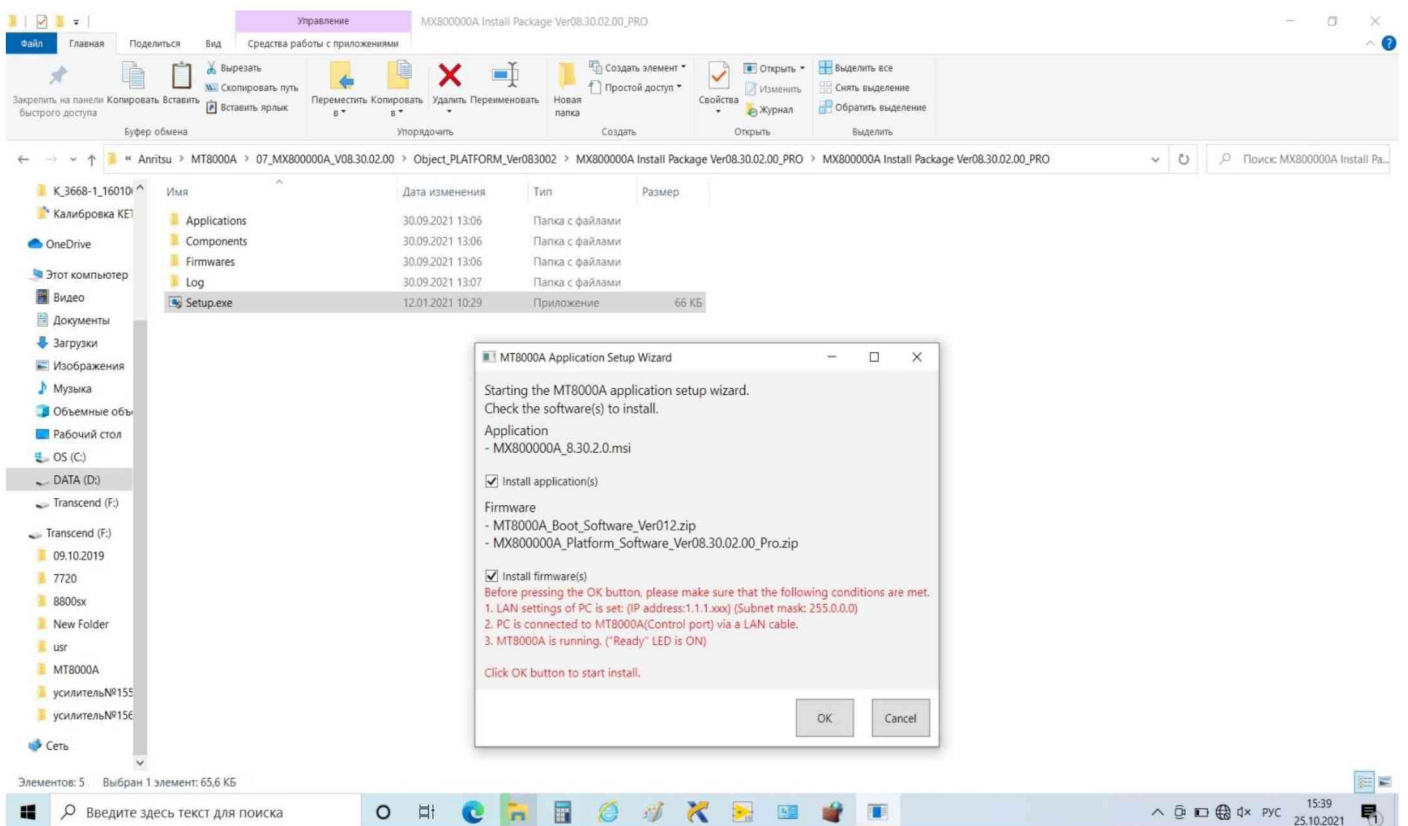 Управление
MX800000A Install Package Ver08.30.02.00_PRO
Файл Главная Поделиться Вид Средства работы с приложениями
Закрепить на панели быстрого доступа
Копировать
Вставить
Вырезать
Скопировать путь
Вставить ярлык
Переместить в
Копировать в
Удалить
Переименовать
Новая папка
Создать элемент
Простой доступ
Свойства
Открыть
Изменить
Журнал
Выделить все
Снять выделение
Обратить выделение
Буфер обмена
Упорядочить
Создать
Открыть
Выделить
« Anritsu > MT8000A > 07_MX800000A_V08.30.02.00 > Object_PLATFORM_Ver083002 > MX800000A Install Package Ver08.30.02.00_PRO > MX800000A Install Package Ver08.30.02.00_PRO
Поиск: MX800000A Install Pa...
K_3668-1_16010
Калибровка KE
OneDrive
Этот компьютер
Видео
Документы
Загрузки
Изображения
Музыка
Объемные объ
Рабочий стол
OS (C:)
DATA (D:)
Transcend (F:)
Transcend (F:)
09.10.2019
7720
8800sx
New Folder
usr
MT8000A
усилитель№155
усилитель№156
Сеть
Имя Дата изменения Тип Размер
Applications 30.09.2021 13:06 Папка с файлами
Components 30.09.2021 13:06 Папка с файлами
Firmwares 30.09.2021 13:06 Папка с файлами
Log 30.09.2021 13:07 Папка с файлами
Setup.exe 12.01.2021 10:29 Приложение 66 КБ
MT8000A Application Setup Wizard
Starting the MT8000A application setup wizard.
Check the software(s) to install.
Application
- MX800000A_8.30.2.0.msi
Install application(s)
Firmware
- MT8000A_Boot_Software_Ver012.zip
- MX800000A_Platform_Software_Ver08.30.02.00_Pro.zip
Install firmware(s)
Before pressing the OK button, please make sure that the following conditions are met.
1. LAN settings of PC is set: (IP address:1.1.1.xxx) (Subnet mask: 255.0.0.0)
2. PC is connected to MT8000A(Control port) via a LAN cable.
3. MT8000A is running. ("Ready" LED is ON)
Click OK button to start install.
OK Cancel
Элементов: 5 Выбран 1 элемент: 65,6 КБ
Введите здесь текст для поиска
РУС
15:39
25.10.2021